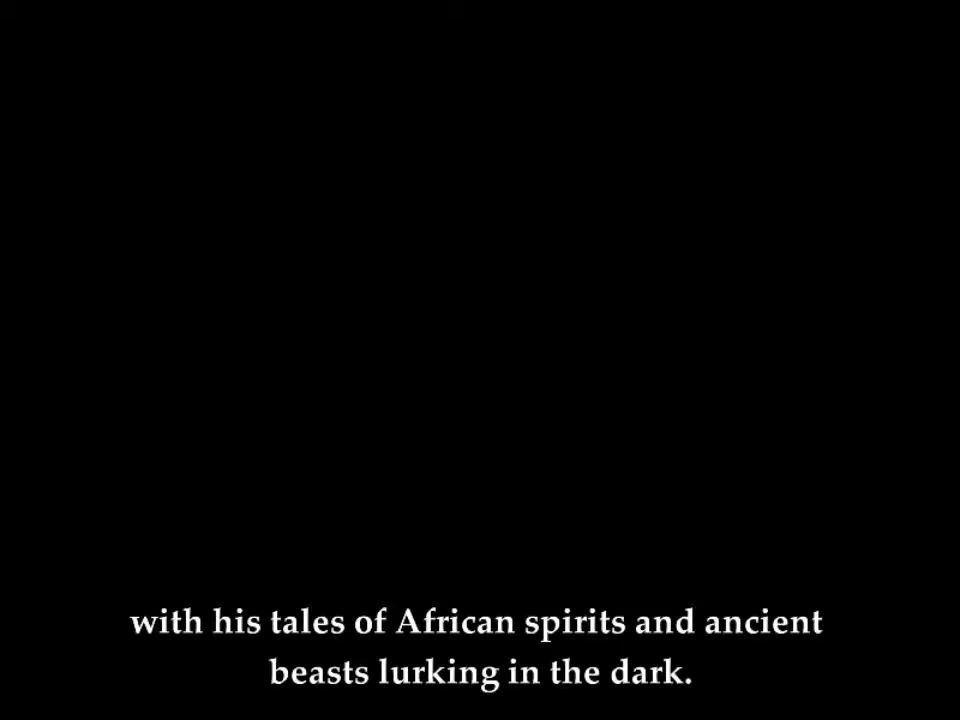 with his tales of African spirits and ancient
beasts lurking in the dark.